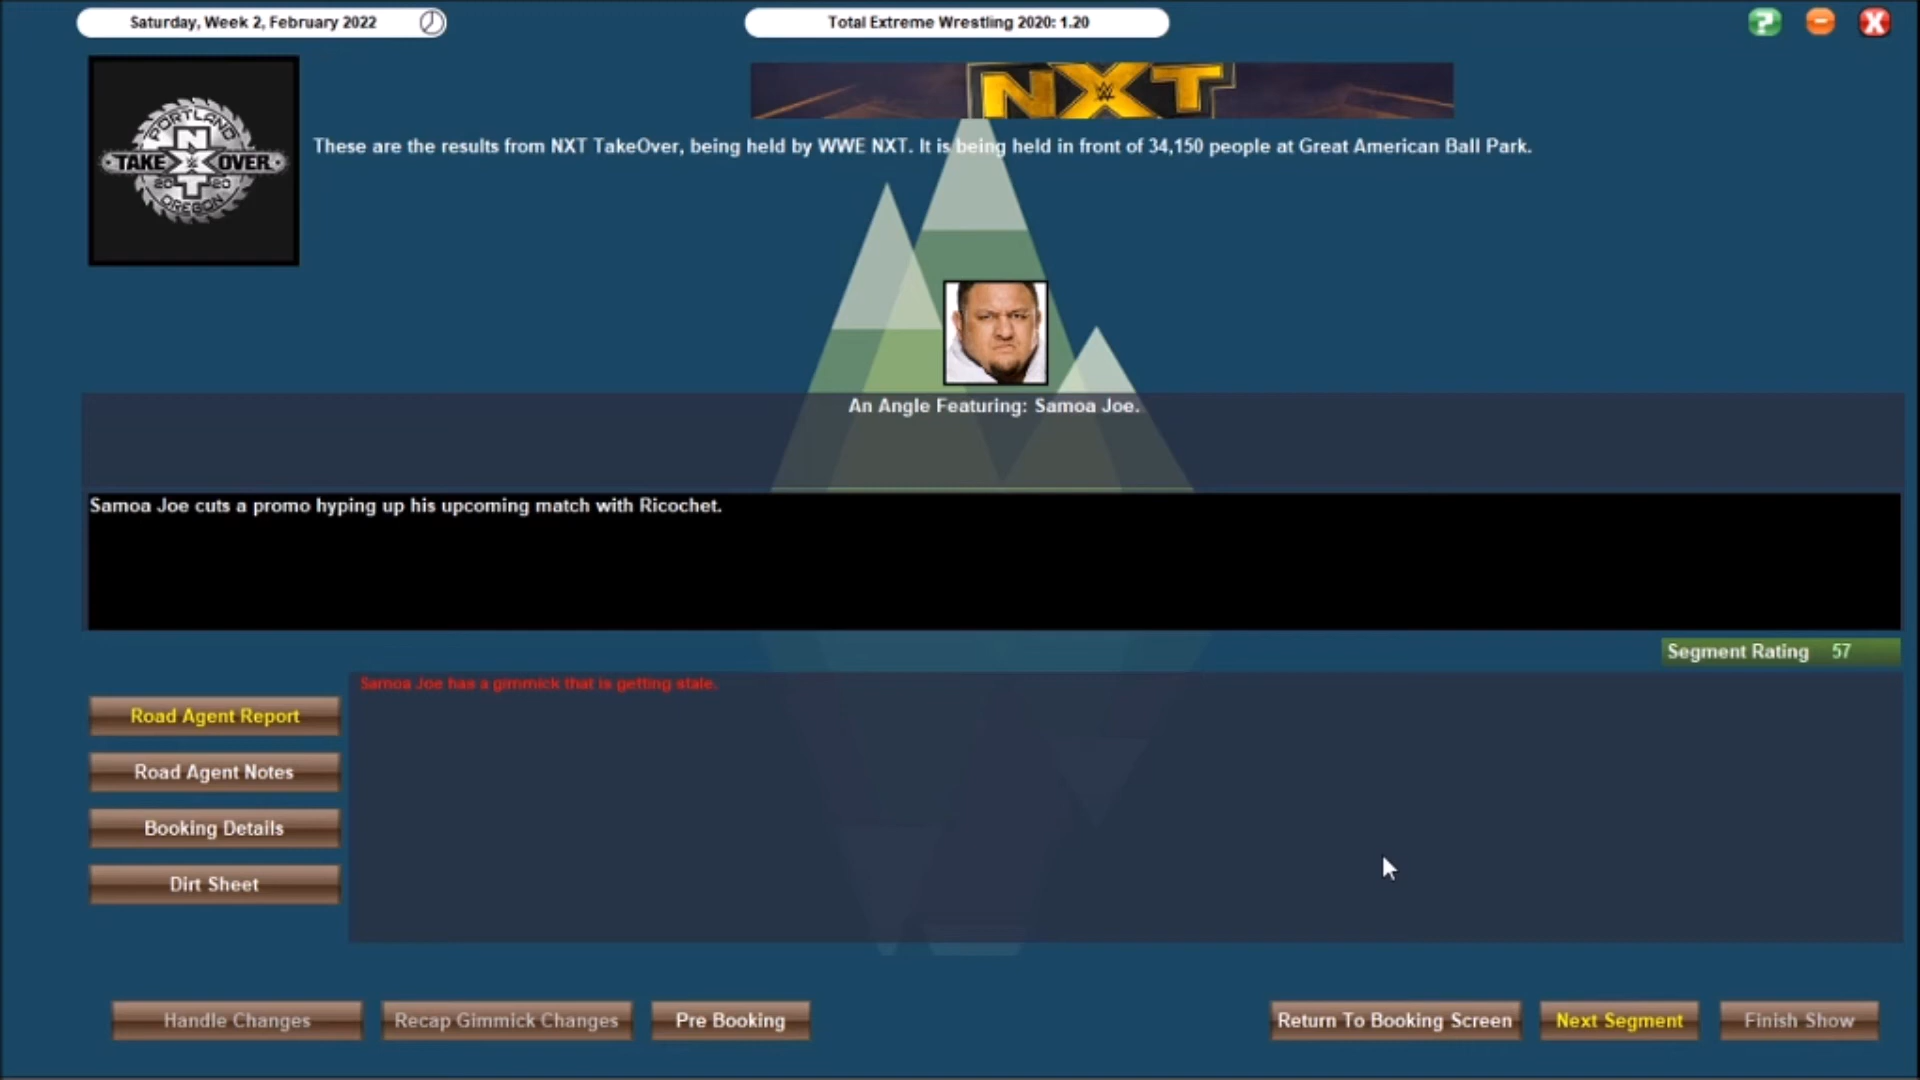 Saturday, Week 2, February 2022
Total Extreme Wrestling 2020: 1.20
?
X
NXT
PORTLAND
N
TAKE OVER
20 20
T
OREGON
These are the results from NXT TakeOver, being held by WWE NXT. It is being held in front of 34,150 people at Great American Ball Park.
An Angle Featuring: Samoa Joe.
Samoa Joe cuts a promo hyping up his upcoming match with Ricochet.
Segment Rating 57
Samoa Joe has a gimmick that is getting stale.
Road Agent Report
Road Agent Notes
Booking Details
Dirt Sheet
Handle Changes
Recap Gimmick Changes
Pre Booking
Return To Booking Screen
Next Segment
Finish Show